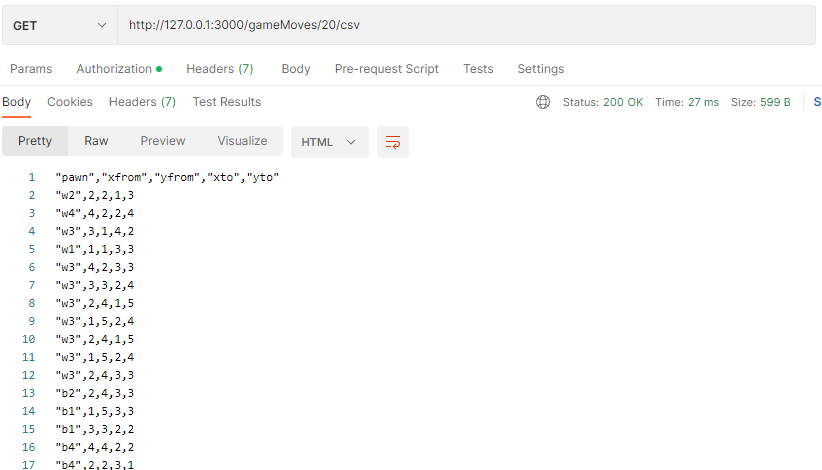 GET http://127.0.0.1:3000/gameMoves/20/csv
Params Authorization Headers (7) Body Pre-request Script Tests Settings
Body Cookies Headers (7) Test Results Status: 200 OK Time: 27 ms Size: 599 B S
Pretty Raw Preview Visualize HTML
1 "pawn","xfrom","yfrom","xto","yto"
2 "w2",2,2,1,3
3 "w4",4,2,2,4
4 "w3",3,1,4,2
5 "w1",1,1,3,3
6 "w3",4,2,3,3
7 "w3",3,3,2,4
8 "w3",2,4,1,5
9 "w3",1,5,2,4
10 "w3",2,4,1,5
11 "w3",1,5,2,4
12 "w3",2,4,3,3
13 "b2",2,4,3,3
14 "b1",1,5,3,3
15 "b1",3,3,2,2
16 "b4",4,4,2,2
17 "b4",2,2,3,1